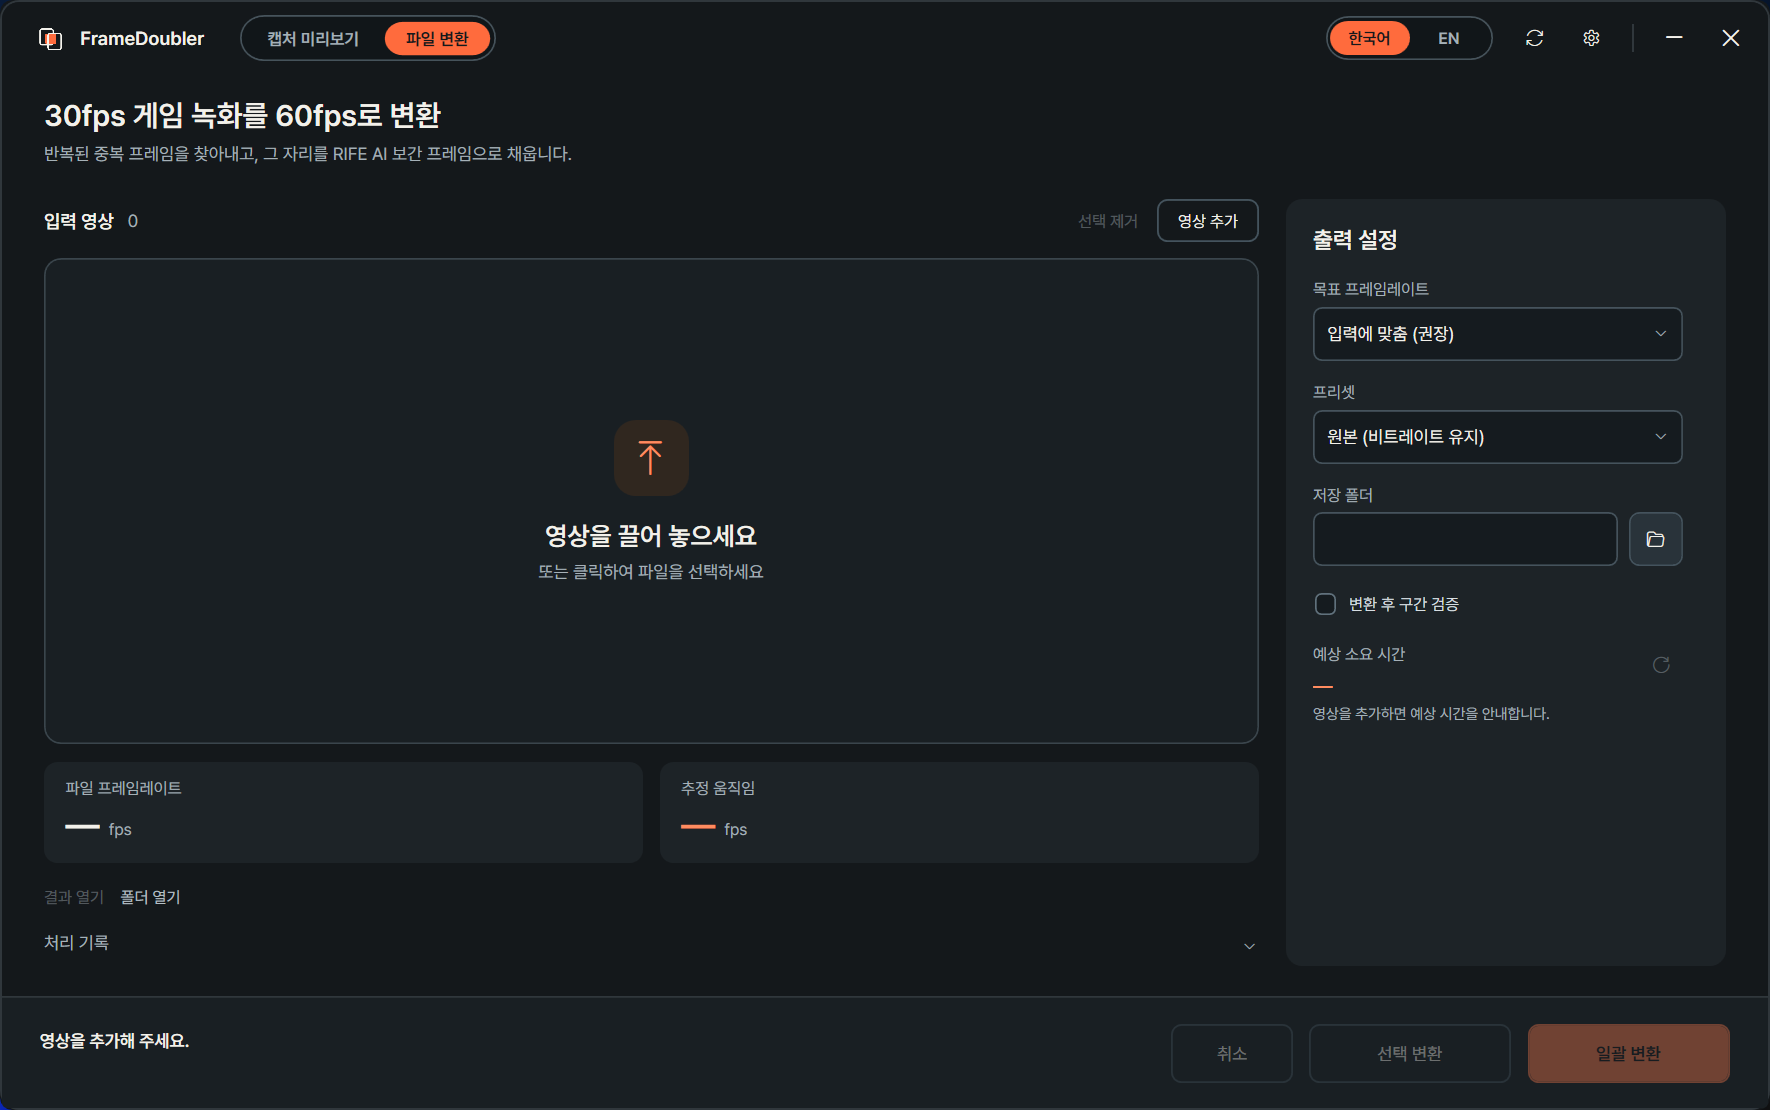 FrameDoubler
캡처 미리보기
파일 변환
한국어
EN
30fps 게임 녹화를 60fps로 변환
반복된 중복 프레임을 찾아내고, 그 자리를 RIFE AI 보간 프레임으로 채웁니다.
입력 영상 0
선택 제거
영상 추가
영상을 끌어 놓으세요
또는 클릭하여 파일을 선택하세요
파일 프레임레이트
— fps
추정 움직임
— fps
결과 열기
폴더 열기
처리 기록
출력 설정
목표 프레임레이트
입력에 맞춤 (권장)
프리셋
원본 (비트레이트 유지)
저장 폴더
변환 후 구간 검증
예상 소요 시간
—
영상을 추가하면 예상 시간을 안내합니다.
영상을 추가해 주세요.
취소
선택 변환
일괄 변환